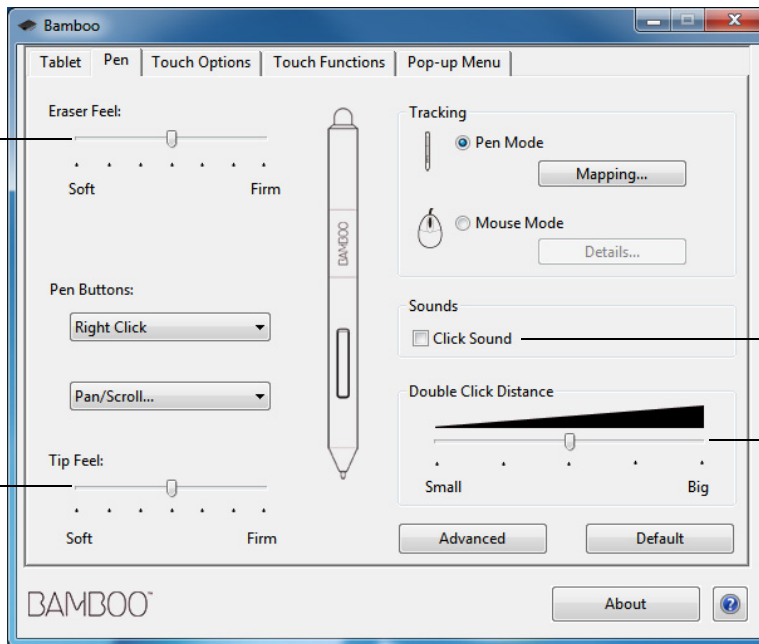 Bamboo
Tablet Pen Touch Options Touch Functions Pop-up Menu
Eraser Feel:
Soft Firm
Pen Buttons:
Right Click
Pan/Scroll...
Tip Feel:
Soft Firm
BAMBOO
Tracking
Pen Mode
Mapping...
Mouse Mode
Details...
Sounds
Click Sound
Double Click Distance
Small Big
Advanced Default
BAMBOO™
About ?